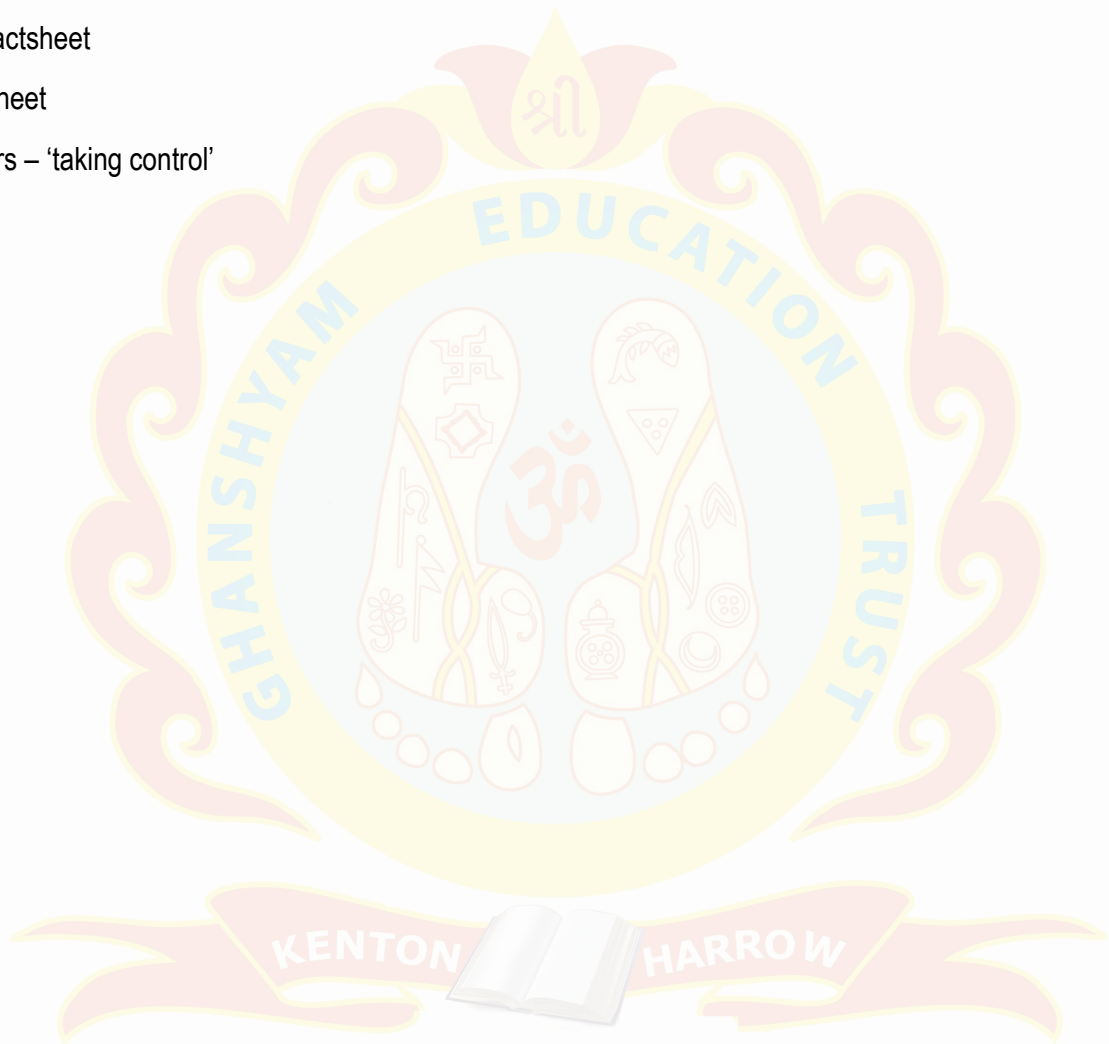 actsheet
heet
rs – ‘taking control’
श्री
GHANSHYAM EDUCATION TRUST
ॐ
KENTON HARROW